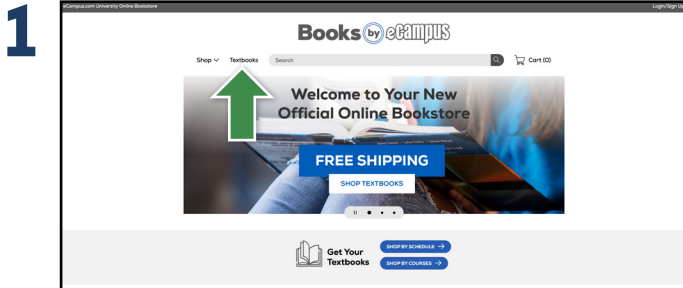 1
eCampus.com University Online Bookstore
Login/Sign Up
Books by eCampus
Shop Textbooks Search Cart (0)
Welcome to Your New
Official Online Bookstore
FREE SHIPPING
SHOP TEXTBOOKS
Get Your
Textbooks
SHOP BY SCHEDULE →
SHOP BY COURSES →